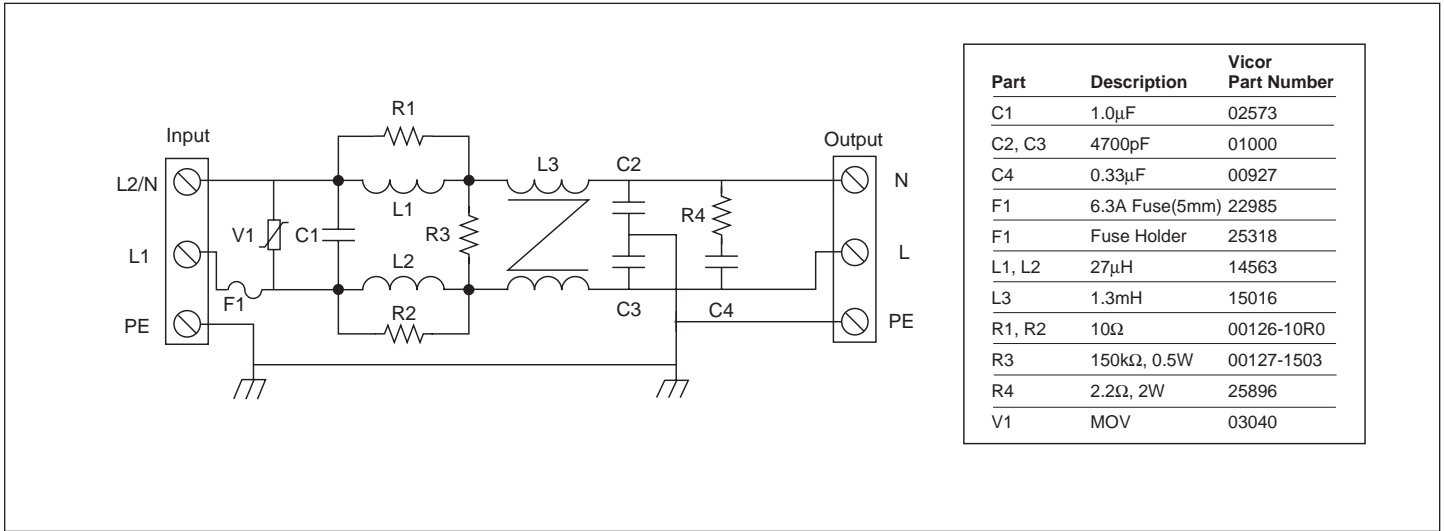 Input
L2/N
L1
PE
V1
F1
C1
R1
L1
R3
L2
R2
L3
C2
C3
R4
C4
Output
N
L
PE
Part Description Vicor Part Number
C1 1.0µF 02573
C2, C3 4700pF 01000
C4 0.33µF 00927
F1 6.3A Fuse(5mm) 22985
F1 Fuse Holder 25318
L1, L2 27µH 14563
L3 1.3mH 15016
R1, R2 10Ω 00126-10R0
R3 150kΩ, 0.5W 00127-1503
R4 2.2Ω, 2W 25896
V1 MOV 03040